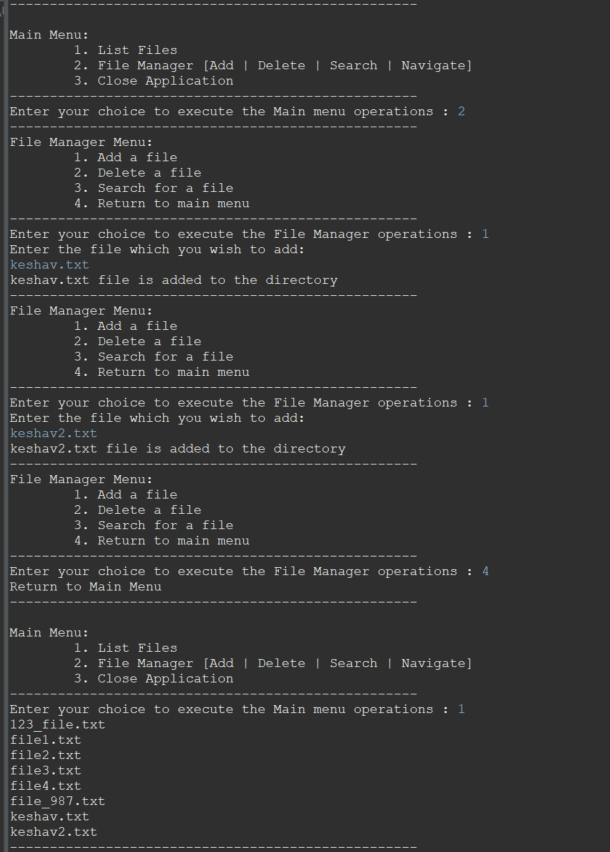 ---------------------------------------------------
Main Menu:
1. List Files
2. File Manager [Add | Delete | Search | Navigate]
3. Close Application
---------------------------------------------------
Enter your choice to execute the Main menu operations : 2
---------------------------------------------------
File Manager Menu:
1. Add a file
2. Delete a file
3. Search for a file
4. Return to main menu
---------------------------------------------------
Enter your choice to execute the File Manager operations : 1
Enter the file which you wish to add:
keshav.txt
keshav.txt file is added to the directory
---------------------------------------------------
File Manager Menu:
1. Add a file
2. Delete a file
3. Search for a file
4. Return to main menu
---------------------------------------------------
Enter your choice to execute the File Manager operations : 1
Enter the file which you wish to add:
keshav2.txt
keshav2.txt file is added to the directory
---------------------------------------------------
File Manager Menu:
1. Add a file
2. Delete a file
3. Search for a file
4. Return to main menu
---------------------------------------------------
Enter your choice to execute the File Manager operations : 4
Return to Main Menu
---------------------------------------------------
Main Menu:
1. List Files
2. File Manager [Add | Delete | Search | Navigate]
3. Close Application
---------------------------------------------------
Enter your choice to execute the Main menu operations : 1
123_file.txt
file1.txt
file2.txt
file3.txt
file4.txt
file_987.txt
keshav.txt
keshav2.txt
---------------------------------------------------